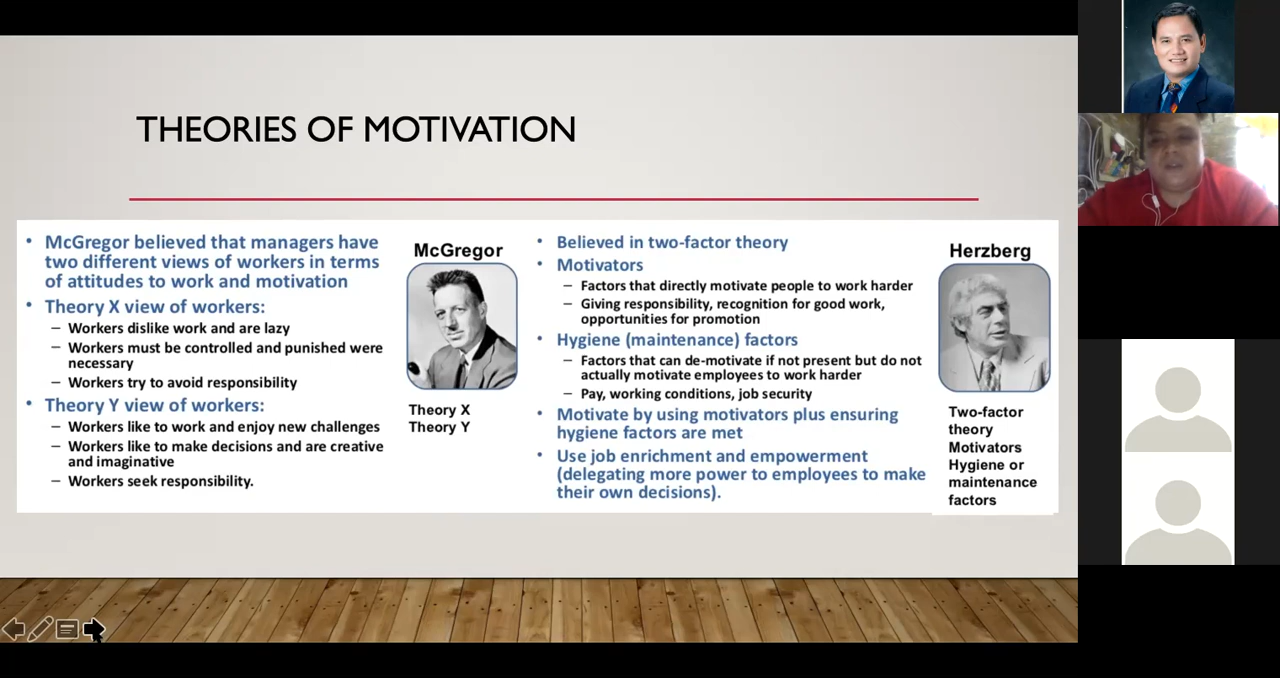 THEORIES OF MOTIVATION
• McGregor believed that managers have
two different views of workers in terms
of attitudes to work and motivation
• Theory X view of workers:
– Workers dislike work and are lazy
– Workers must be controlled and punished were
necessary
– Workers try to avoid responsibility
• Theory Y view of workers:
– Workers like to work and enjoy new challenges
– Workers like to make decisions and are creative
and imaginative
– Workers seek responsibility.
McGregor
Theory X
Theory Y
• Believed in two-factor theory
• Motivators
– Factors that directly motivate people to work harder
– Giving responsibility, recognition for good work,
opportunities for promotion
• Hygiene (maintenance) factors
– Factors that can de-motivate if not present but do not
actually motivate employees to work harder
– Pay, working conditions, job security
• Motivate by using motivators plus ensuring
hygiene factors are met
• Use job enrichment and empowerment
(delegating more power to employees to make
their own decisions).
Herzberg
Two-factor
theory
Motivators
Hygiene or
maintenance
factors